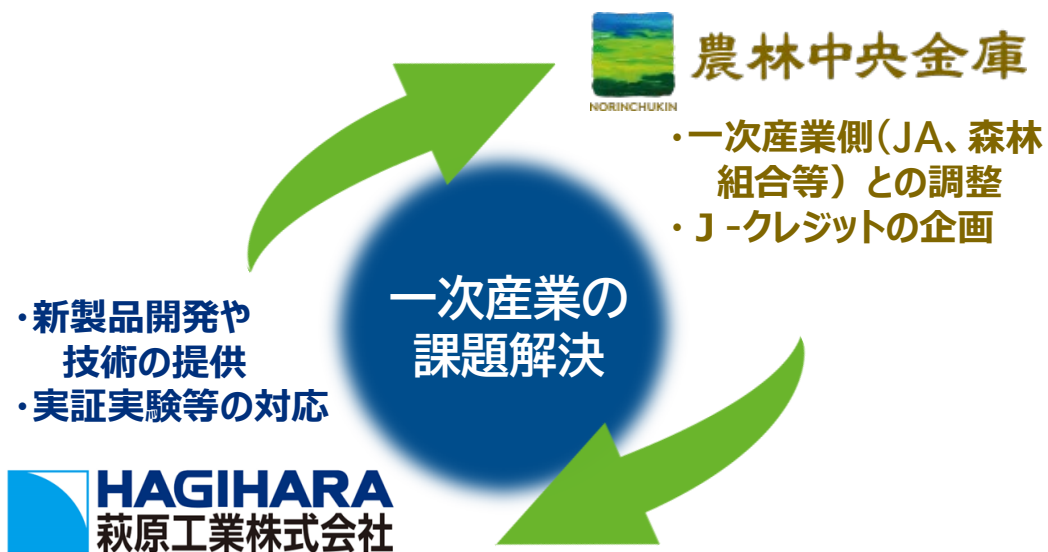 農林中央金庫
NORINCHUKIN
・一次産業側(JA、森林
組合等）との調整
・J-クレジットの企画
一次産業の
課題解決
・新製品開発や
技術の提供
・実証実験等の対応
HAGIHARA
萩原工業株式会社